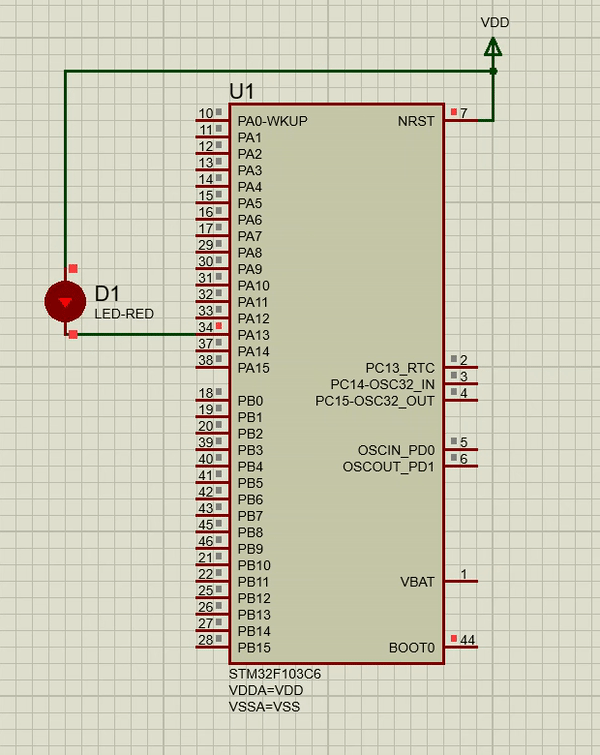 VDD
U1
10 PA0-WKUP NRST 7
11 PA1
12 PA2
13 PA3
14 PA4
15 PA5
16 PA6
17 PA7
29 PA8
30 PA9
31 PA10
32 PA11
33 PA12
34 PA13
37 PA14
38 PA15
D1
LED-RED
PC13_RTC 2
PC14-OSC32_IN 3
PC15-OSC32_OUT 4
18 PB0
19 PB1
20 PB2
39 PB3
40 PB4
41 PB5
42 PB6
43 PB7
45 PB8
46 PB9
21 PB10
22 PB11
25 PB12
26 PB13
27 PB14
28 PB15
OSCIN_PD0 5
OSCOUT_PD1 6
VBAT 1
BOOT0 44
STM32F103C6
VDDA=VDD
VSSA=VSS